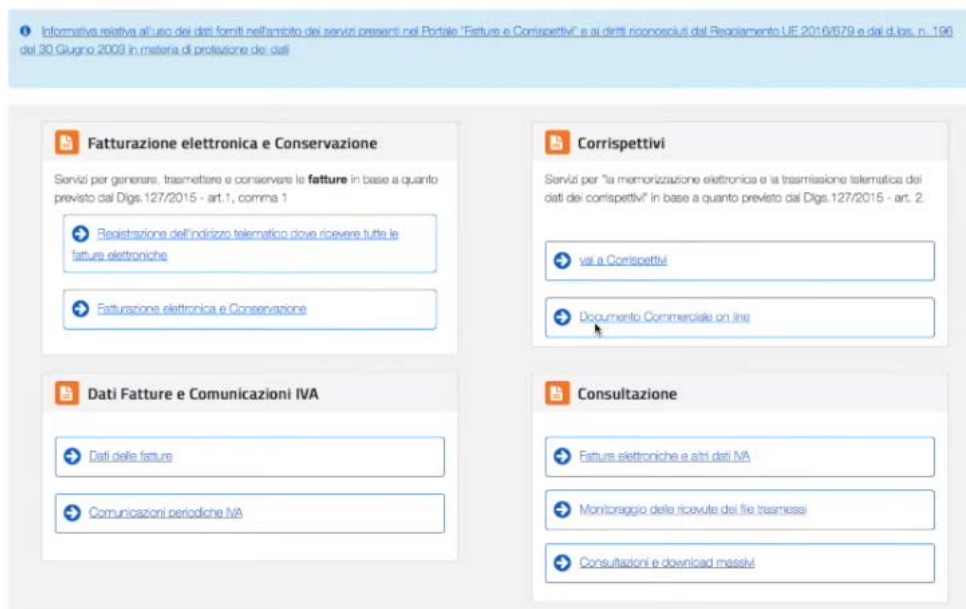 Informativa relativa all'uso dei dati forniti nell'ambito dei servizi presenti nel Portale "Fatture e Corrispettivi" e ai diritti riconosciuti dal Regolamento UE 2016/679 e dal d.lgs. n. 196
del 30 Giugno 2003 in materia di protezione dei dati
Fatturazione elettronica e Conservazione
Servizi per generare, trasmettere e conservare le fatture in base a quanto
previsto dal Dlgs.127/2015 - art.1, comma 1
Registrazione dell'indirizzo telematico dove ricevere tutte le
fatture elettroniche
Fatturazione elettronica e Conservazione
Corrispettivi
Servizi per "la memorizzazione elettronica e la trasmissione telematica dei
dati dei corrispettivi" in base a quanto previsto dal Dlgs.127/2015 - art. 2.
vai a Corrispettivi
Documento Commerciale on line
Dati Fatture e Comunicazioni IVA
Dati delle fatture
Comunicazioni periodiche IVA
Consultazione
Fatture elettroniche e altri dati IVA
Monitoraggio delle ricevute dei file trasmessi
Consultazioni e download massivi